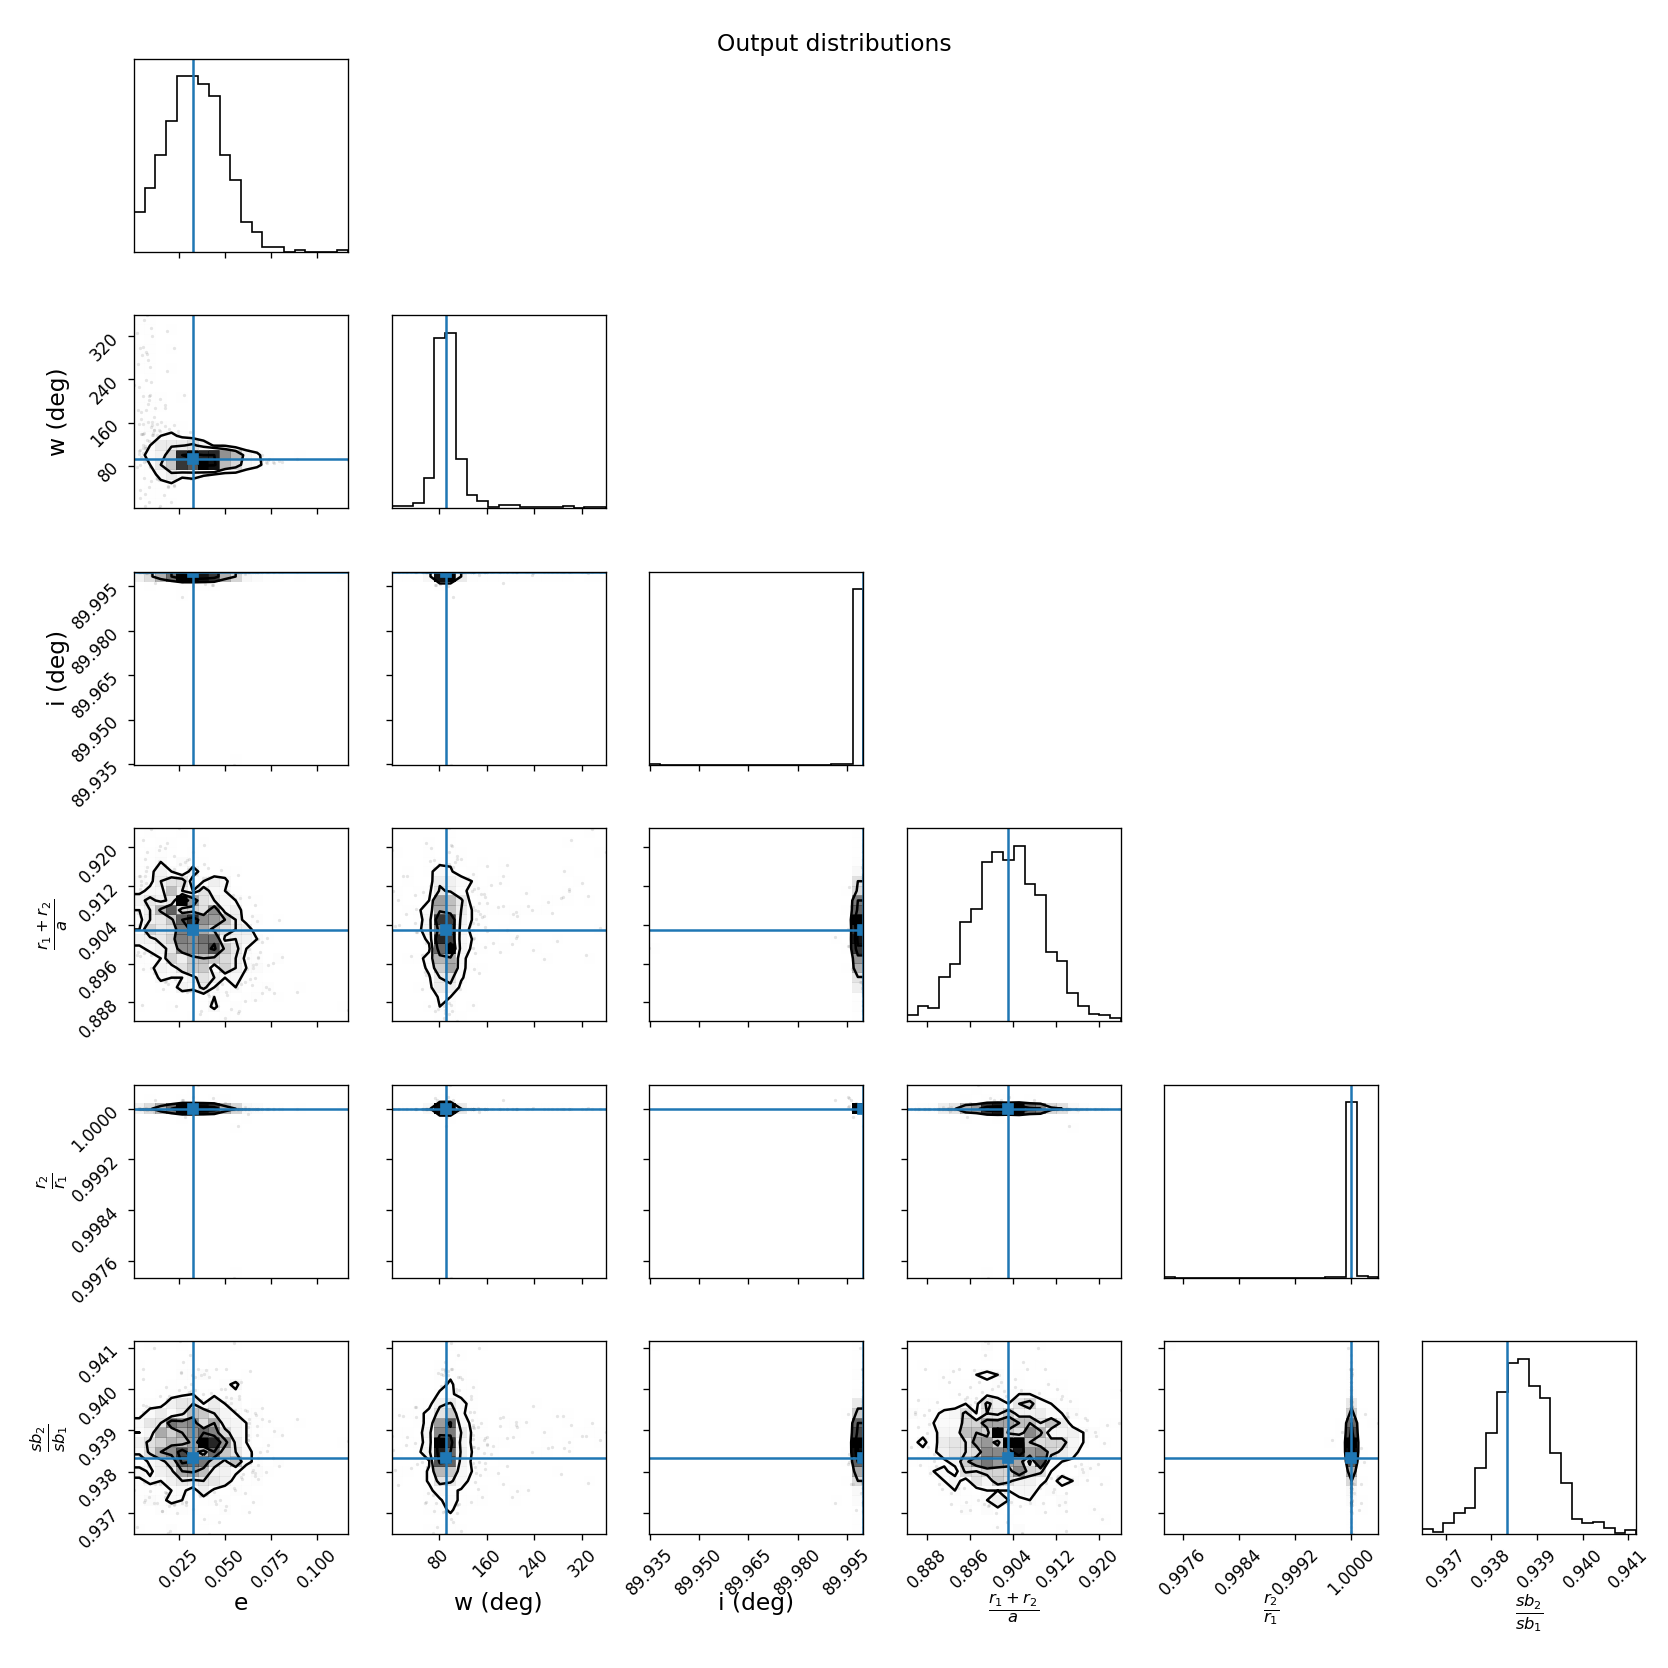 Output distributions
w (deg)
320
240
160
80
i (deg)
89.995
89.980
89.965
89.950
89.935
r₁ + r₂
a
0.920
0.912
0.904
0.896
0.888
r₂
r₁
1.0000
0.9992
0.9984
0.9976
sb₂
sb₁
0.941
0.940
0.939
0.938
0.937
0.025 0.050 0.075 0.100
80 160 240 320
89.935 89.950 89.965 89.980 89.995
0.888 0.896 0.904 0.912 0.920
0.9976 0.9984 0.9992 1.0000
0.937 0.938 0.939 0.940 0.941
e
w (deg)
i (deg)
r₁ + r₂
a
r₂
r₁
sb₂
sb₁